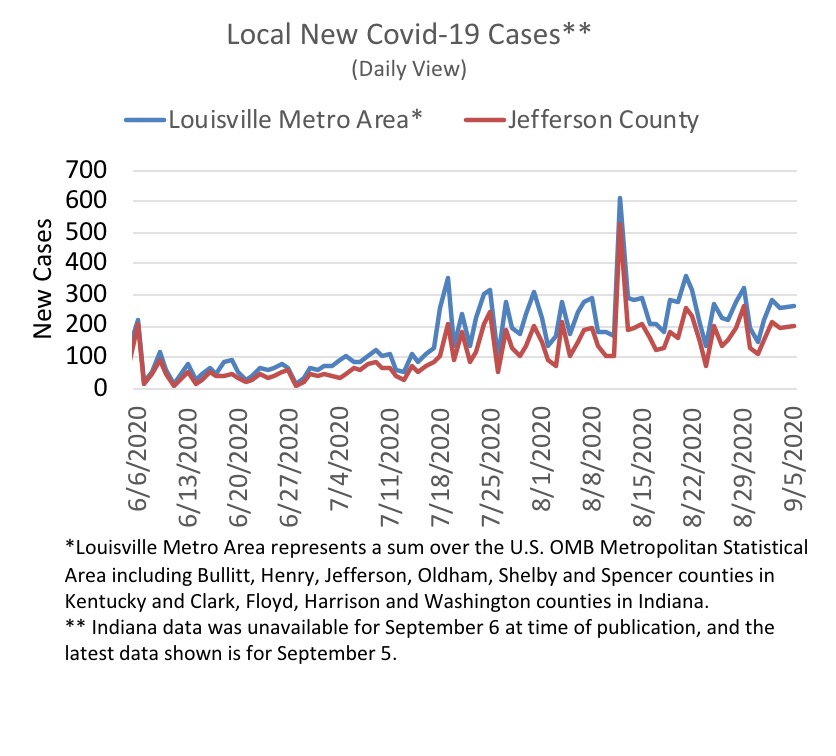 Local New Covid-19 Cases**
(Daily View)
Louisville Metro Area* Jefferson County
New Cases
700
600
500
400
300
200
100
0
6/6/2020
6/13/2020
6/20/2020
6/27/2020
7/4/2020
7/11/2020
7/18/2020
7/25/2020
8/1/2020
8/8/2020
8/15/2020
8/22/2020
8/29/2020
9/5/2020
*Louisville Metro Area represents a sum over the U.S. OMB Metropolitan Statistical
Area including Bullitt, Henry, Jefferson, Oldham, Shelby and Spencer counties in
Kentucky and Clark, Floyd, Harrison and Washington counties in Indiana.
** Indiana data was unavailable for September 6 at time of publication, and the
latest data shown is for September 5.